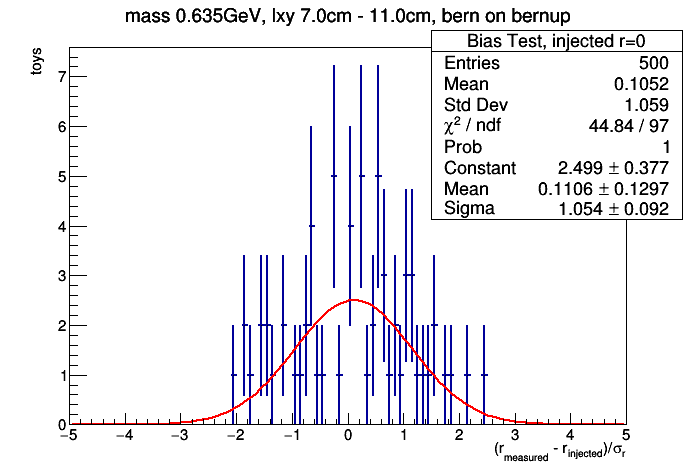 mass 0.635GeV, lxy 7.0cm - 11.0cm, bern on bernup
Bias Test, injected r=0
Entries 500
Mean 0.1052
Std Dev 1.059
χ² / ndf 44.84 / 97
Prob 1
Constant 2.499 ± 0.377
Mean 0.1106 ± 0.1297
Sigma 1.054 ± 0.092
toys
7
6
5
4
3
2
1
0
−5 −4 −3 −2 −1 0 1 2 3 4 5
(r_measured - r_injected)/σ_r